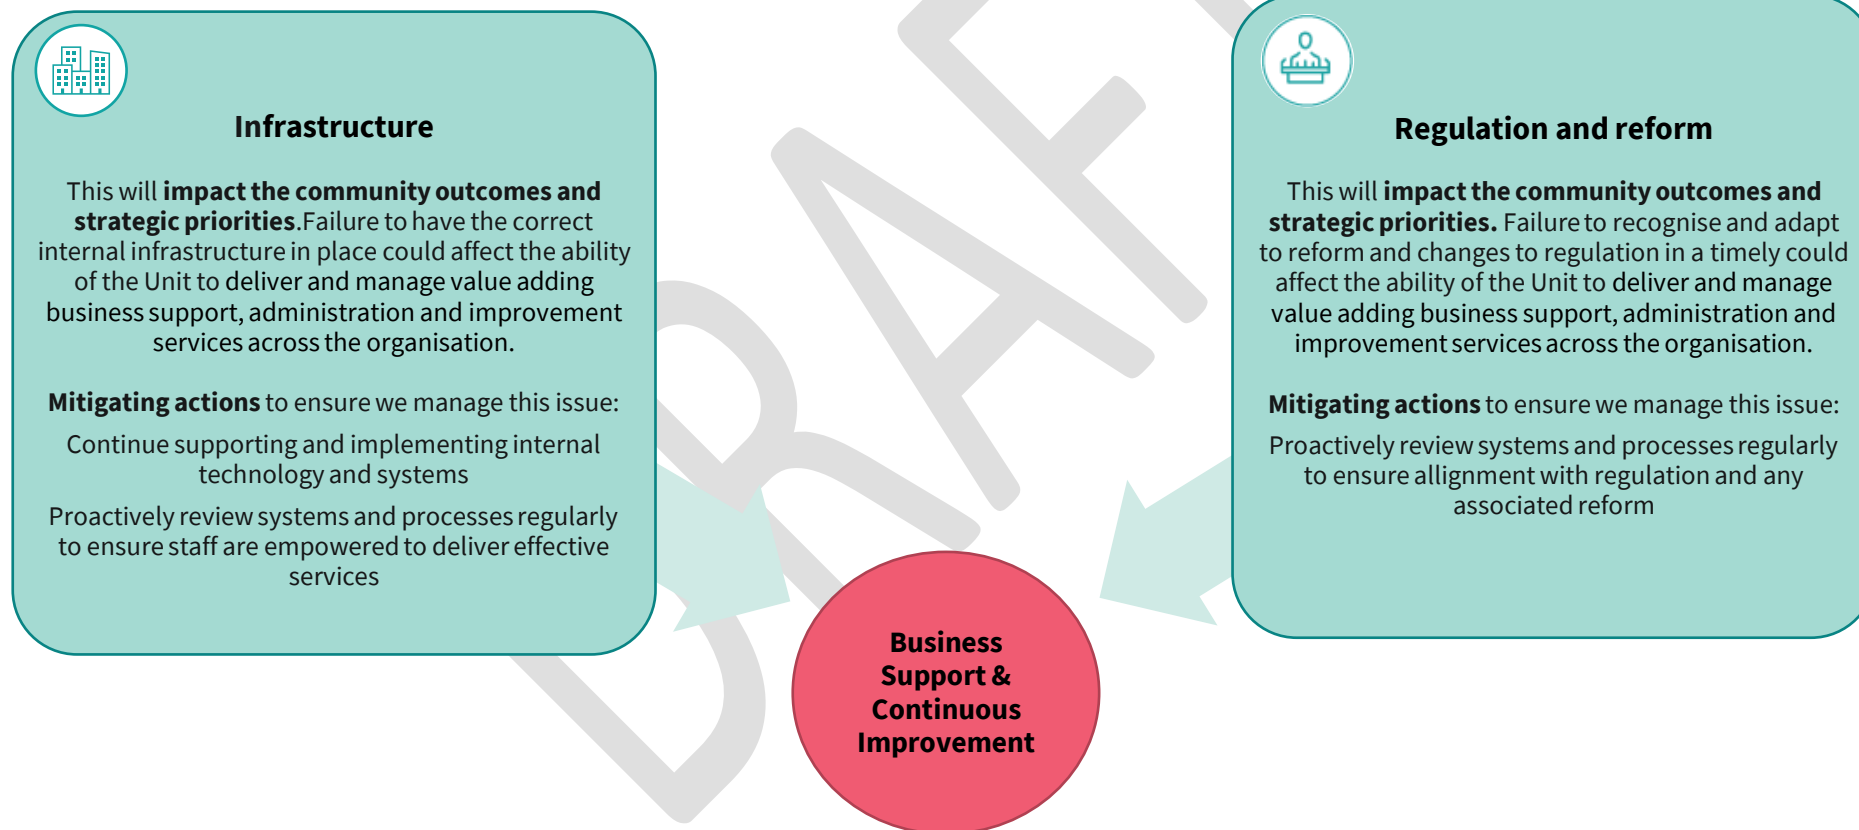 Infrastructure
This will impact the community outcomes and
strategic priorities.Failure to have the correct
internal infrastructure in place could affect the ability
of the Unit to deliver and manage value adding
business support, administration and improvement
services across the organisation.
Mitigating actions to ensure we manage this issue:
Continue supporting and implementing internal
technology and systems
Proactively review systems and processes regularly
to ensure staff are empowered to deliver effective
services
Regulation and reform
This will impact the community outcomes and
strategic priorities. Failure to recognise and adapt
to reform and changes to regulation in a timely could
affect the ability of the Unit to deliver and manage
value adding business support, administration and
improvement services across the organisation.
Mitigating actions to ensure we manage this issue:
Proactively review systems and processes regularly
to ensure allignment with regulation and any
associated reform
Business
Support &
Continuous
Improvement
DRAF